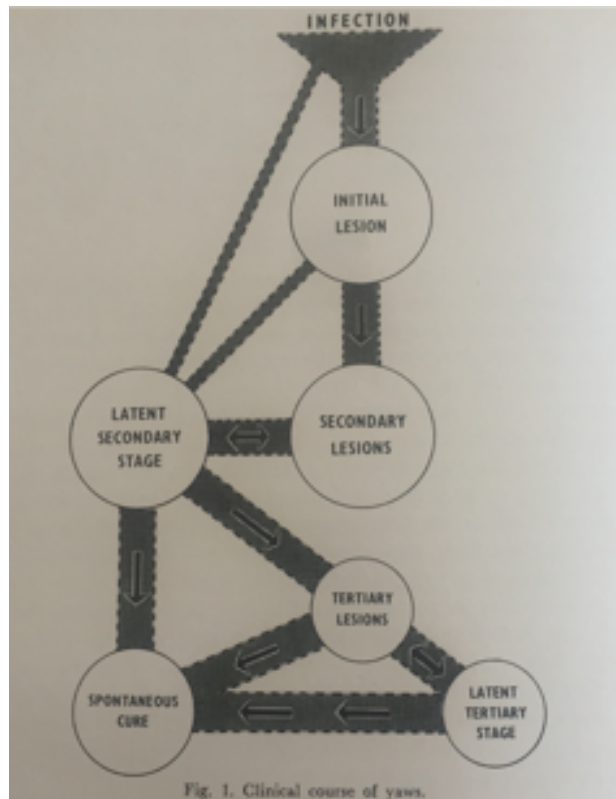 INFECTION
INITIAL
LESION
LATENT
SECONDARY
STAGE
SECONDARY
LESIONS
TERTIARY
LESIONS
SPONTANEOUS
CURE
LATENT
TERTIARY
STAGE
Fig. 1. Clinical course of yaws.